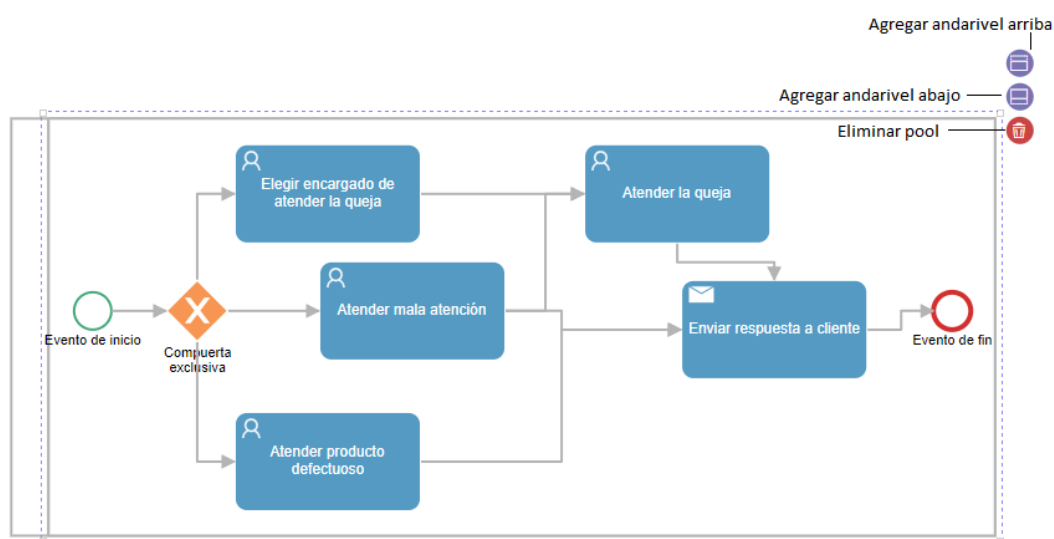 Agregar andarivel arriba
Agregar andarivel abajo
Eliminar pool
Elegir encargado de
atender la queja
Atender la queja
Atender mala atención
Enviar respuesta a cliente
Evento de inicio
Compuerta
exclusiva
Evento de fin
Atender producto
defectuoso